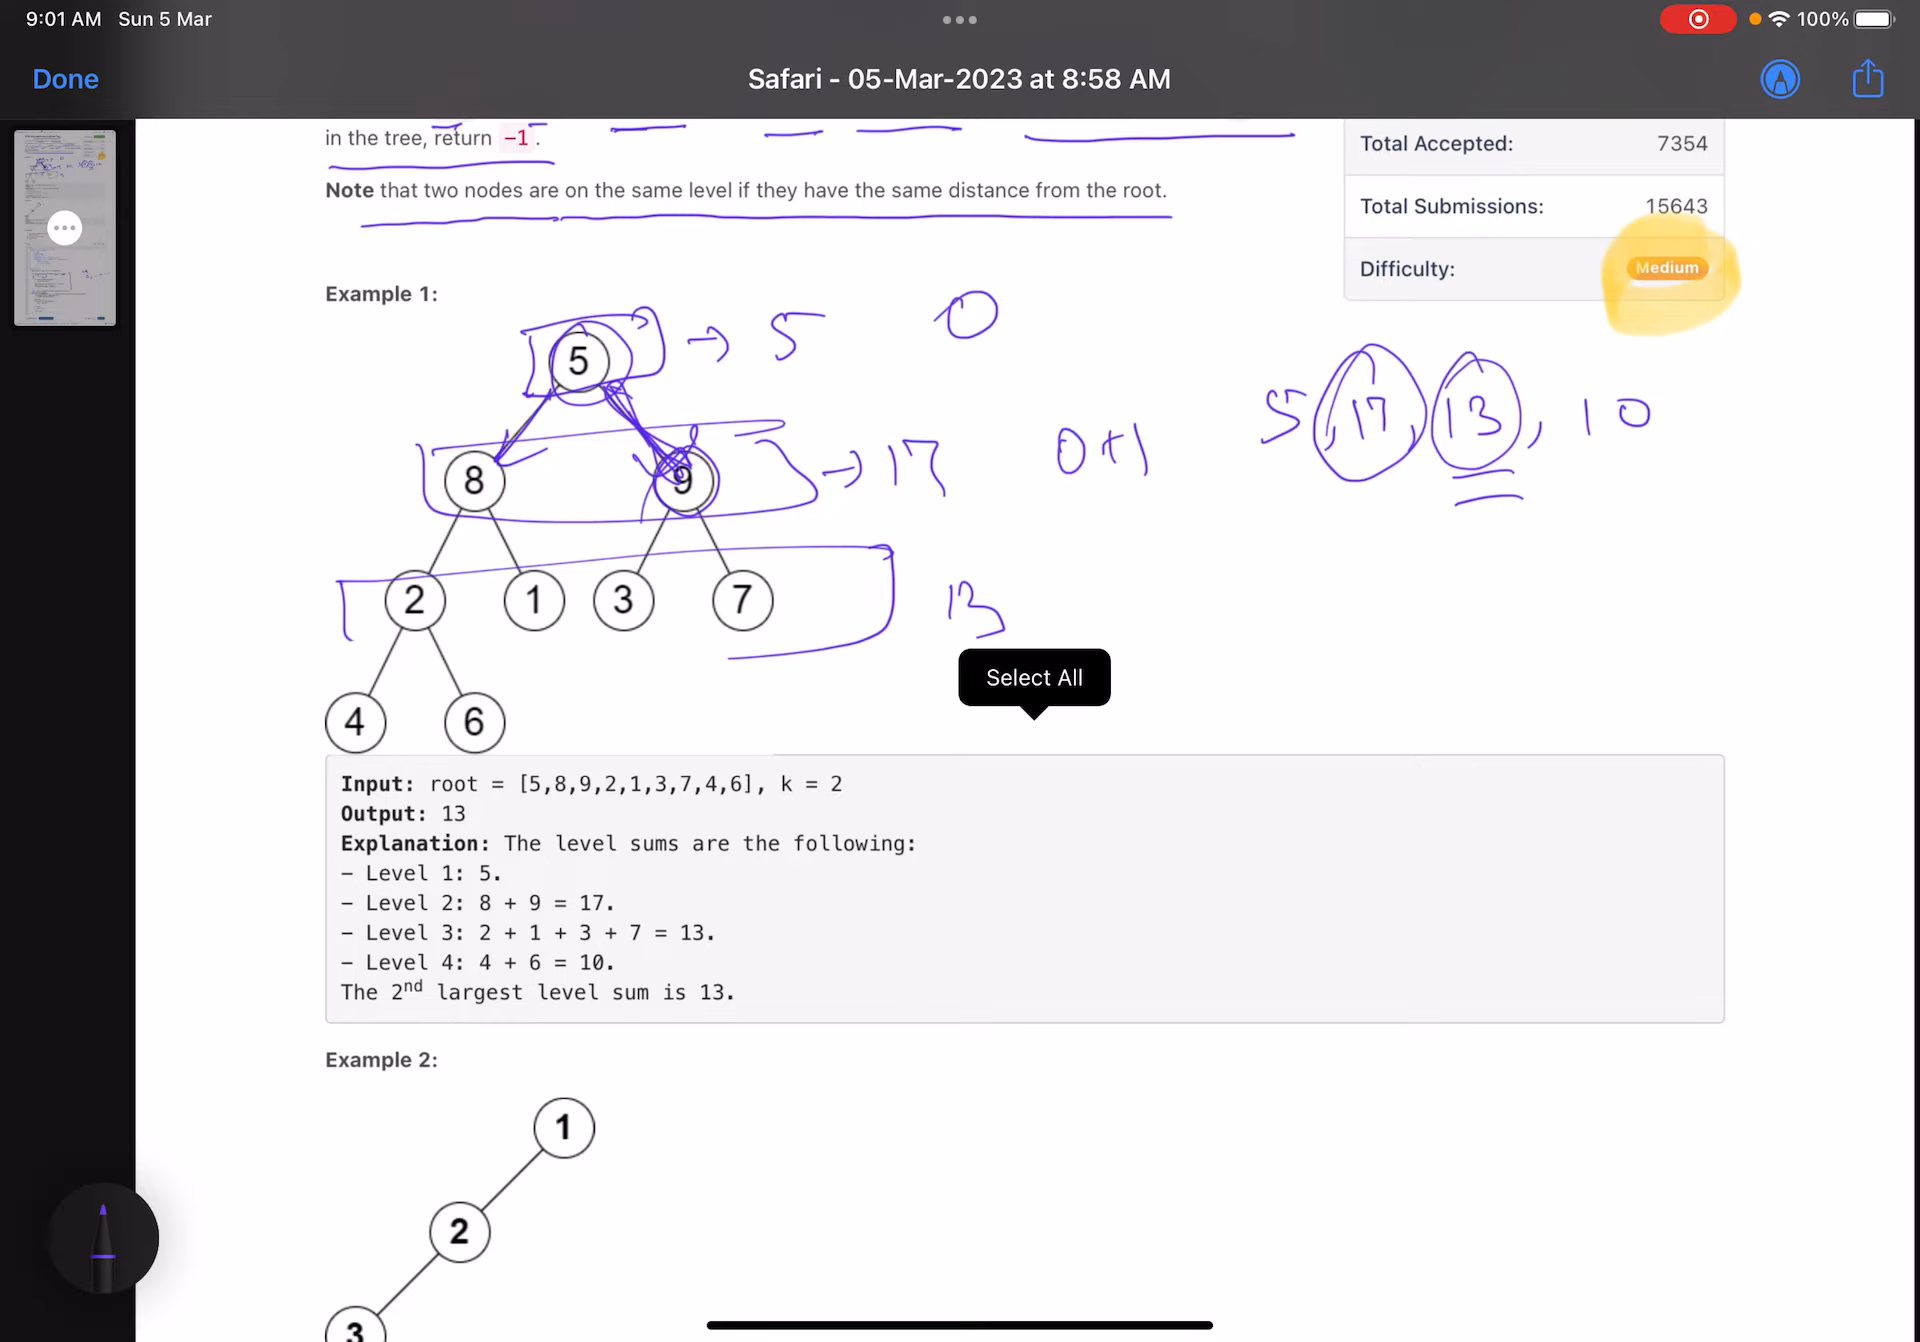 9:01 AM Sun 5 Mar
100%
Done
Safari - 05-Mar-2023 at 8:58 AM
in the tree, return -1 .
Note that two nodes are on the same level if they have the same distance from the root.
Total Accepted: 7354
Total Submissions: 15643
Difficulty: Medium
Example 1:
5 → 5 0
5, 17, 13, 10
8 9 → 17 0+1
2 1 3 7 13
Select All
4 6
Input: root = [5,8,9,2,1,3,7,4,6], k = 2
Output: 13
Explanation: The level sums are the following:
- Level 1: 5.
- Level 2: 8 + 9 = 17.
- Level 3: 2 + 1 + 3 + 7 = 13.
- Level 4: 4 + 6 = 10.
The 2nd largest level sum is 13.
Example 2:
1
2
3